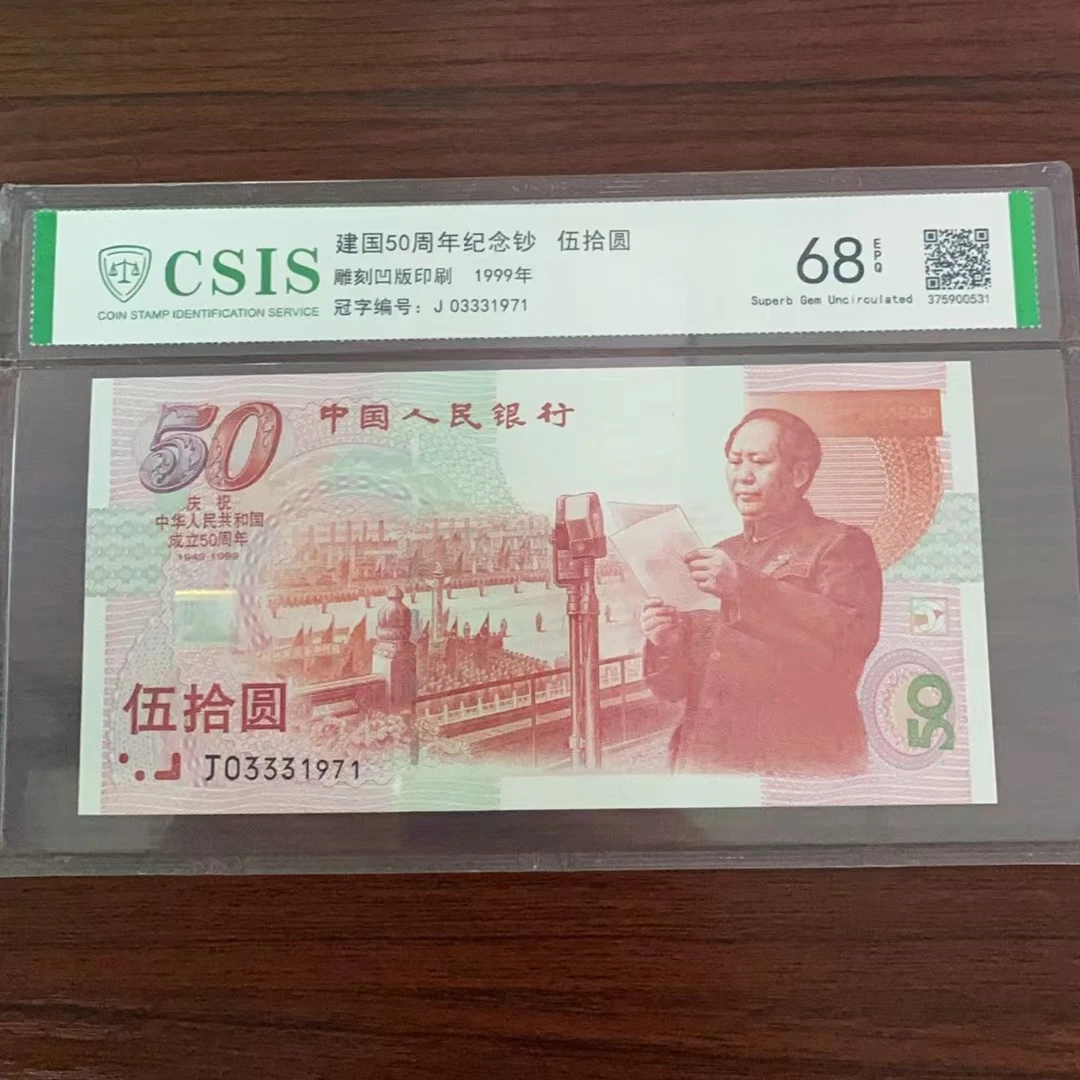 CSIS
COIN STAMP IDENTIFICATION SERVICE
建国50周年纪念钞 伍拾圆
雕刻凹版印刷 1999年
冠字编号：J 03331971
68 EPQ
Superb Gem Uncirculated
375900531
50
中国人民银行
庆祝
中华人民共和国
成立50周年
1949-1999
伍拾圆
J03331971
50